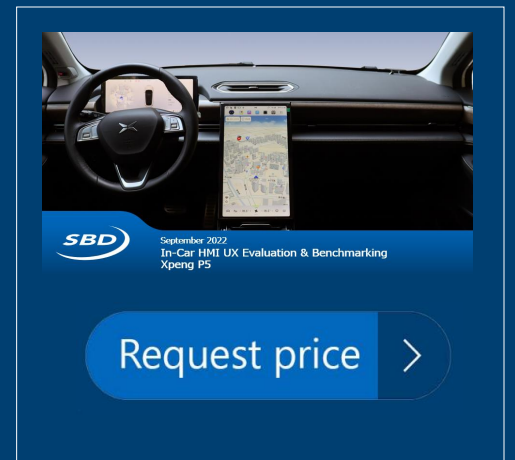 SBD
September 2022
In-Car HMI UX Evaluation & Benchmarking
Xpeng P5
Request price